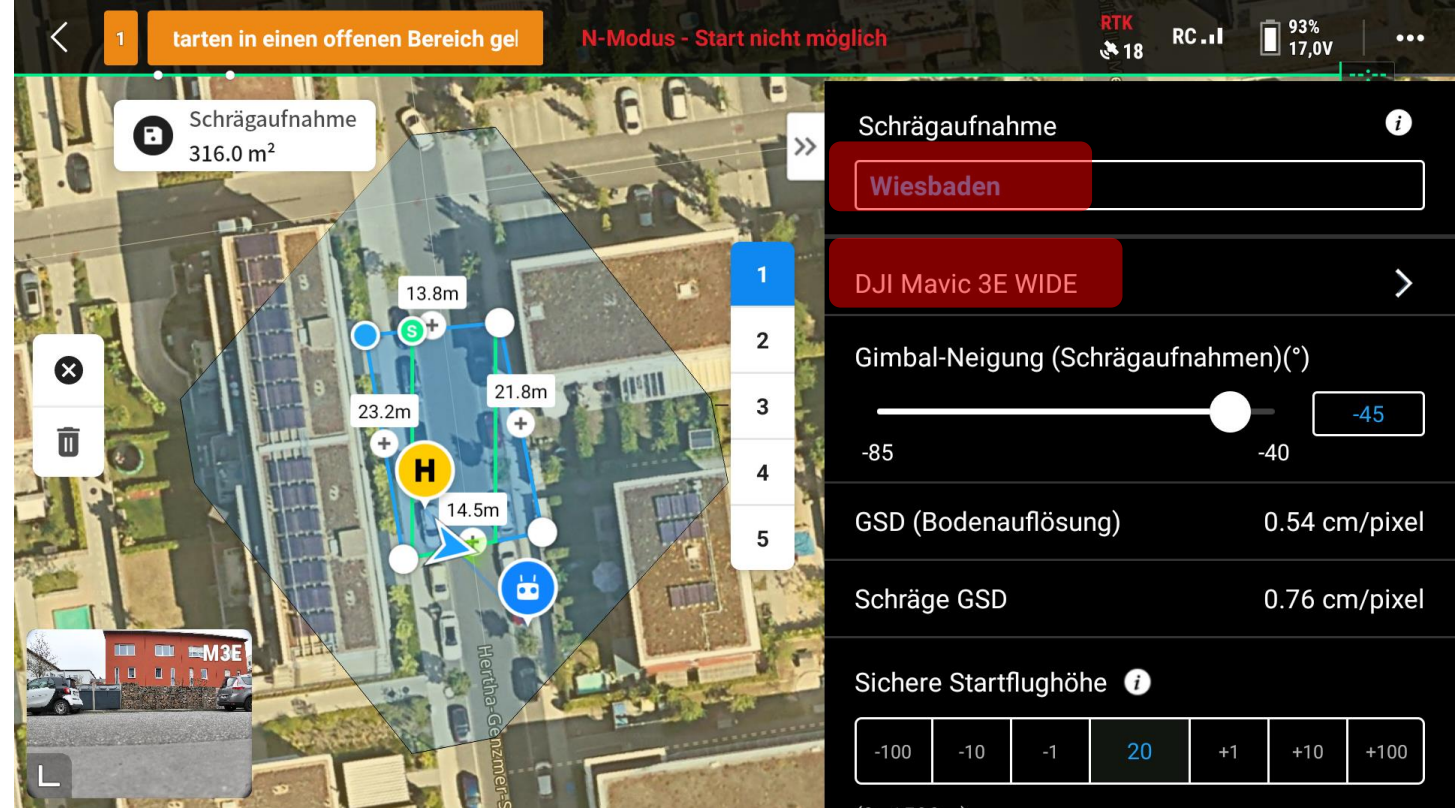 1
tarten in einen offenen Bereich gel
N-Modus - Start nicht möglich
RTK
18
RC
93%
17,0V
Schrägaufnahme
316.0 m²
13.8m
S
21.8m
23.2m
H
14.5m
Hertha-Genzmer-S
M3E
1
2
3
4
5
Schrägaufnahme
Wiesbaden
DJI Mavic 3E WIDE
Gimbal-Neigung (Schrägaufnahmen)(°)
-45
-85
-40
GSD (Bodenauflösung) 0.54 cm/pixel
Schräge GSD 0.76 cm/pixel
Sichere Startflughöhe
-100 -10 -1 20 +1 +10 +100